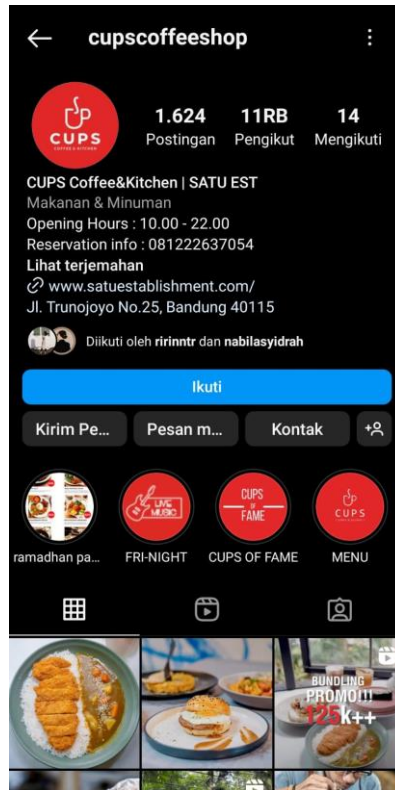 cupscoffeeshop
CUPS
COFFEE & KITCHEN
1.624 11RB 14
Postingan Pengikut Mengikuti
CUPS Coffee&Kitchen | SATU EST
Makanan & Minuman
Opening Hours : 10.00 - 22.00
Reservation info : 081222637054
Lihat terjemahan
www.satuestablishment.com/
Jl. Trunojoyo No.25, Bandung 40115
Diikuti oleh ririnntr dan nabilasyidrah
Ikuti
Kirim Pe... Pesan m... Kontak
LIVE
MUSIC
CUPS
OF
FAME
CUPS
ramadhan pa... FRI-NIGHT CUPS OF FAME MENU
BUNDLING
PROMO!!!
125k++